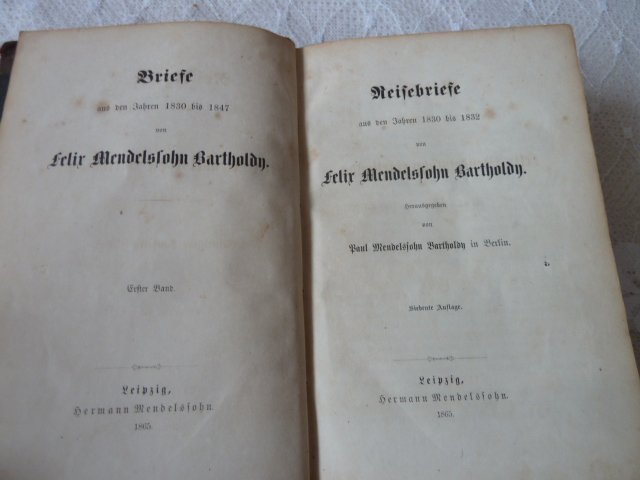 Briefe
aus den Jahren 1830 bis 1847
von
Felix Mendelssohn Bartholdy.
Erster Band.
Leipzig,
Hermann Mendelssohn.
1865.
Reisebriefe
aus den Jahren 1830 bis 1832
von
Felix Mendelssohn Bartholdy.
Herausgegeben
von
Paul Mendelssohn Bartholdy in Berlin.
Siebente Auflage.
Leipzig,
Hermann Mendelssohn.
1865.